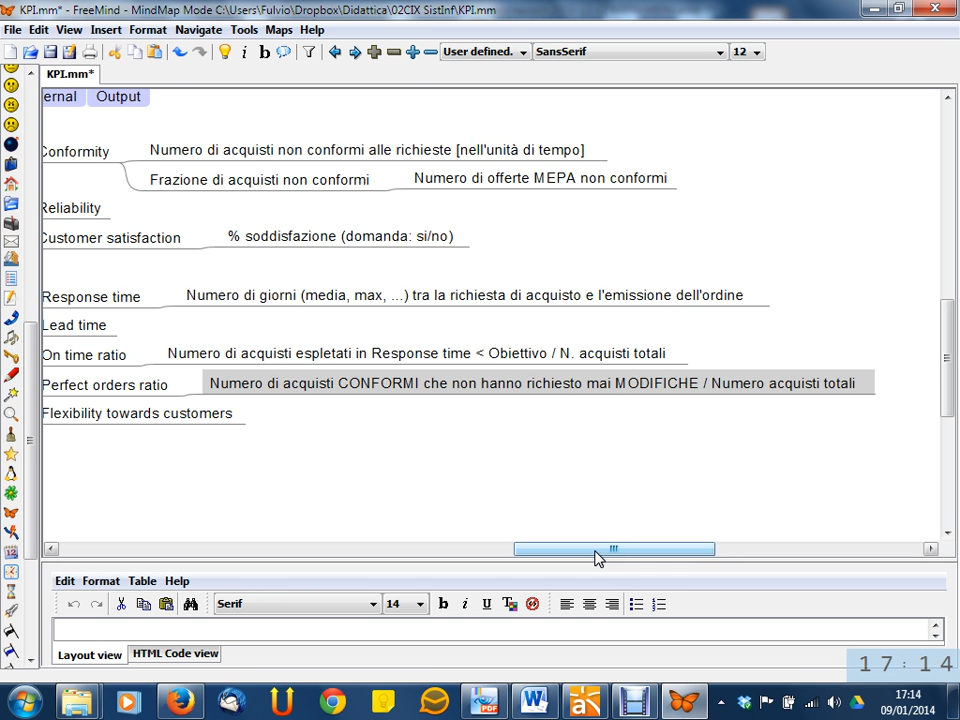 KPI.mm* - FreeMind - MindMap Mode C:\Users\Fulvio\Dropbox\Didattica\02CIX SistInf\KPI.mm
File Edit View Insert Format Navigate Tools Maps Help
User defined. SansSerif 12
KPI.mm*
ernal Output
Conformity
Numero di acquisti non conformi alle richieste [nell'unità di tempo]
Frazione di acquisti non conformi
Numero di offerte MEPA non conformi
Reliability
Customer satisfaction
% soddisfazione (domanda: si/no)
Response time
Numero di giorni (media, max, ...) tra la richiesta di acquisto e l'emissione dell'ordine
Lead time
On time ratio
Numero di acquisti espletati in Response time < Obiettivo / N. acquisti totali
Perfect orders ratio
Numero di acquisti CONFORMI che non hanno richiesto mai MODIFICHE / Numero acquisti totali
Flexibility towards customers
Edit Format Table Help
Serif 14 b i U
Layout view HTML Code view
17:14
17:14
09/01/2014